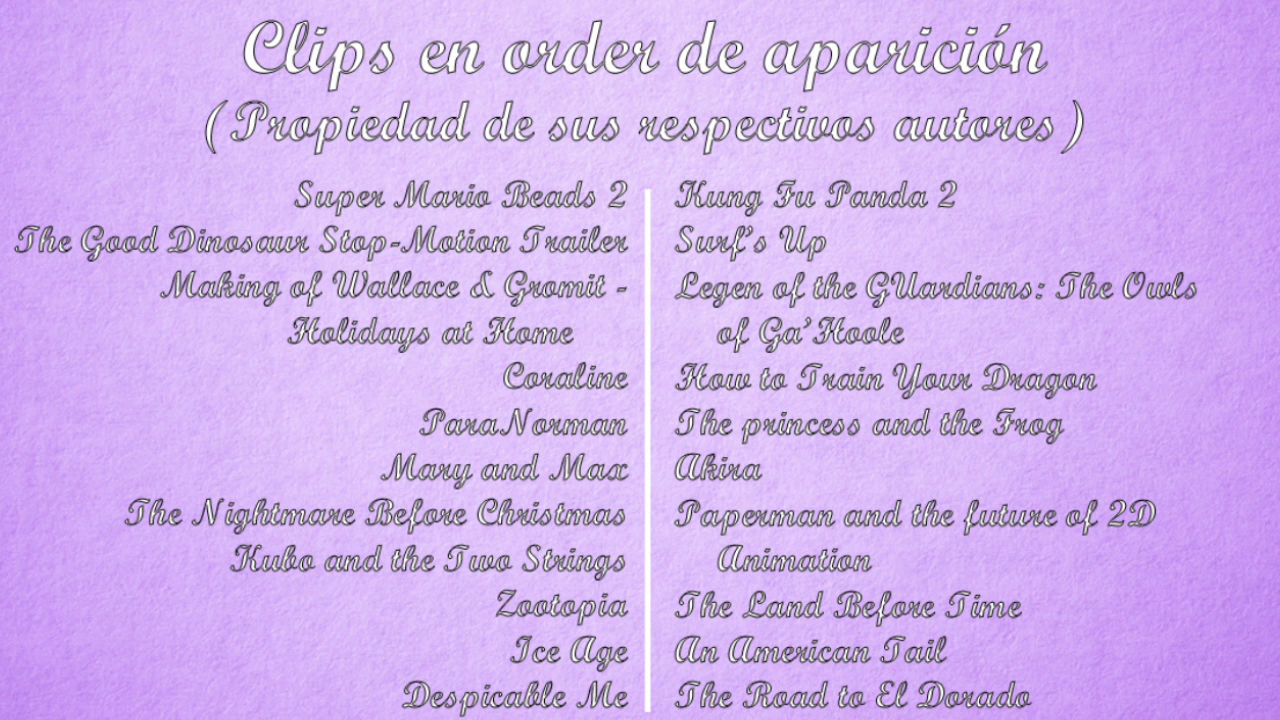 Clips en order de aparición
(Propiedad de sus respectivos autores)
Super Mario Beads 2
The Good Dinosaur Stop-Motion Trailer
Making of Wallace & Gromit -
Holidays at Home
Coraline
ParaNorman
Mary and Max
The Nightmare Before Christmas
Kubo and the Two Strings
Zootopia
Ice Age
Despicable Me
Kung Fu Panda 2
Surf's Up
Legen of the GUardians: The Owls
of Ga'Hoole
How to Train Your Dragon
The princess and the Frog
Akira
Paperman and the future of 2D
Animation
The Land Before Time
An American Tail
The Road to El Dorado